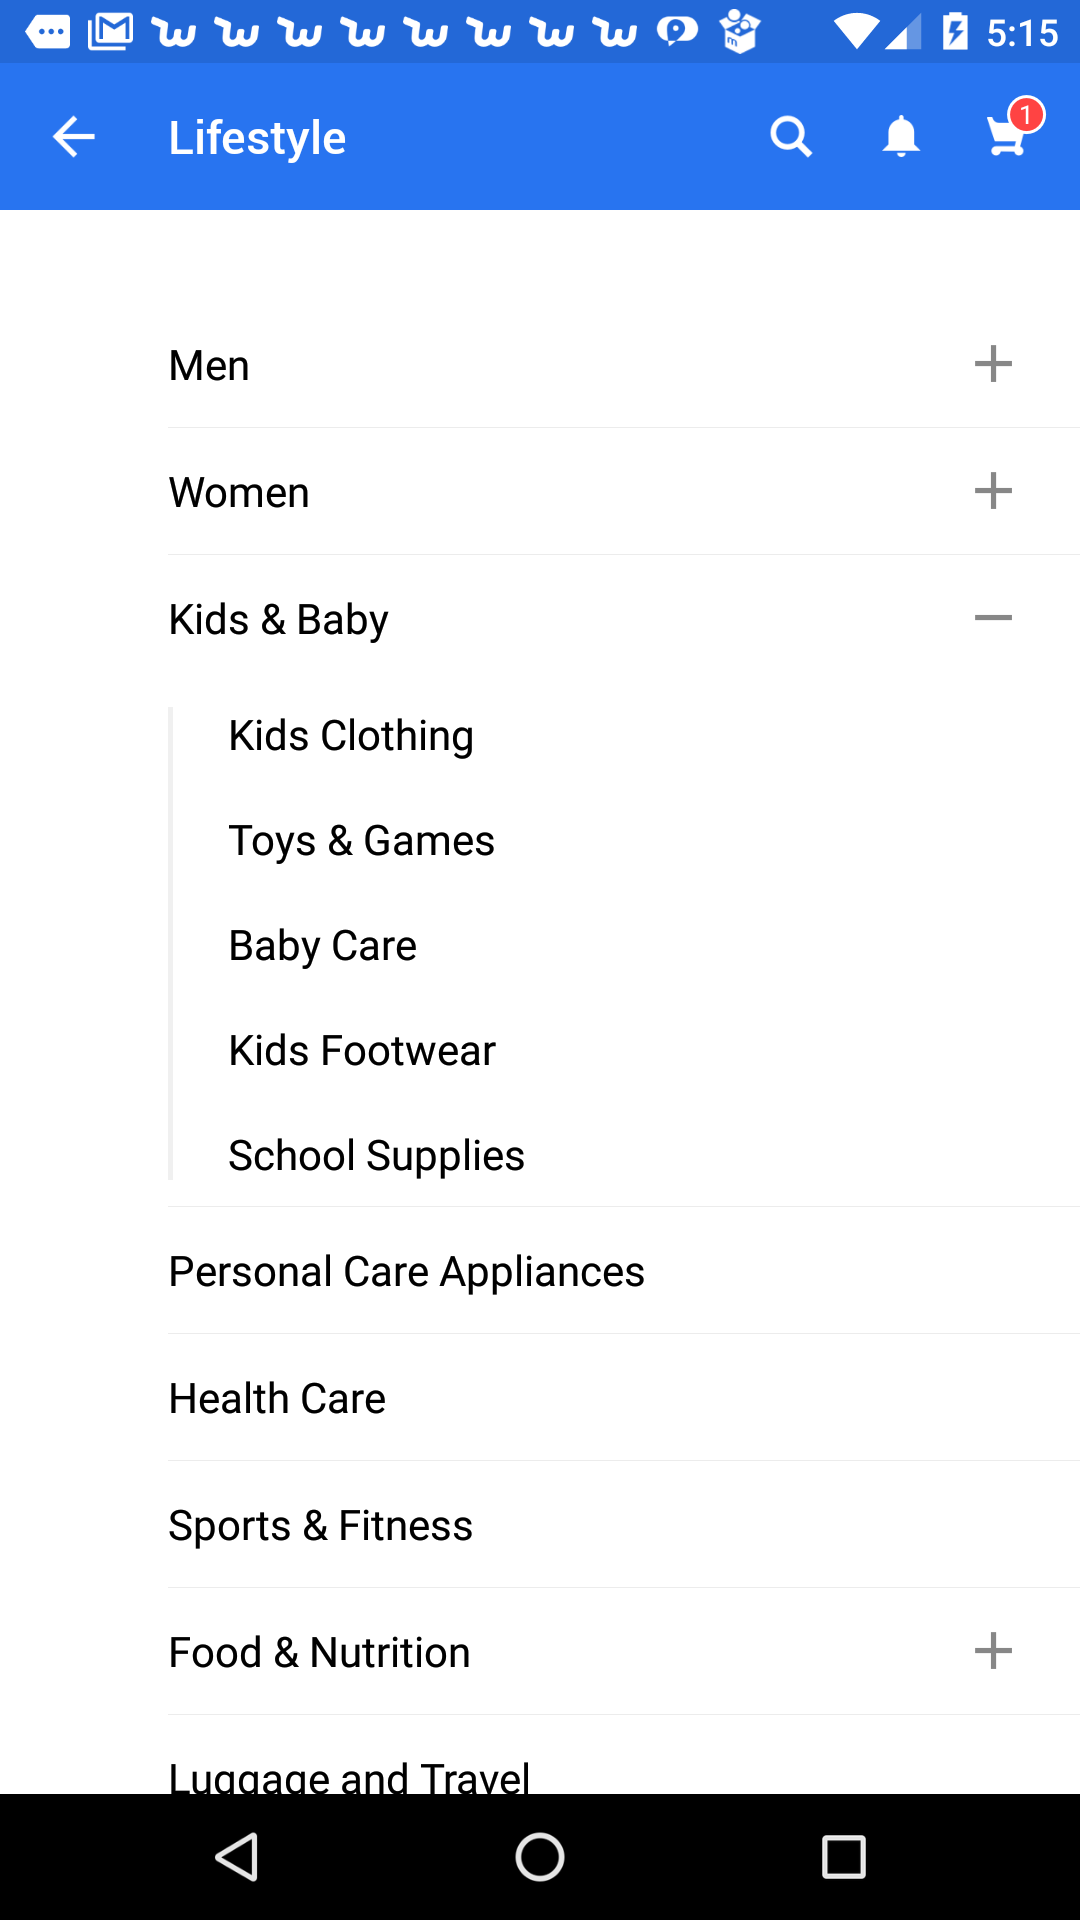 5:15
Lifestyle
1
Men
Women
Kids & Baby
Kids Clothing
Toys & Games
Baby Care
Kids Footwear
School Supplies
Personal Care Appliances
Health Care
Sports & Fitness
Food & Nutrition
Luggage and Travel